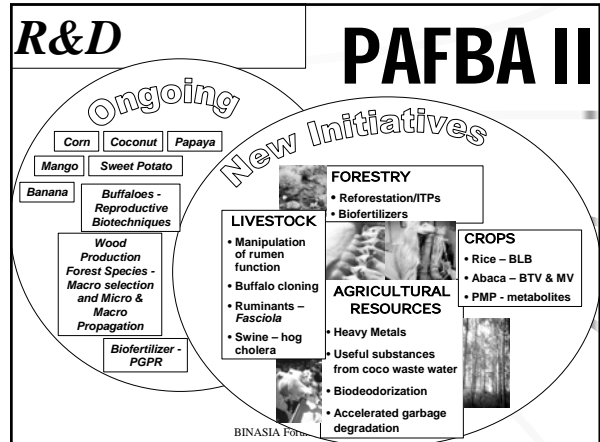 R&D
PAFBA II
Ongoing
Corn
Coconut
Papaya
Mango
Sweet Potato
Banana
Buffaloes -
Reproductive
Biotechniques
Wood
Production
Forest Species -
Macro selection
and Micro &
Macro
Propagation
Biofertilizer -
PGPR
New Initiatives
FORESTRY
• Reforestation/ITPs
• Biofertilizers
LIVESTOCK
• Manipulation
of rumen
function
• Buffalo cloning
• Ruminants –
Fasciola
• Swine – hog
cholera
CROPS
• Rice – BLB
• Abaca – BTV & MV
• PMP - metabolites
AGRICULTURAL
RESOURCES
• Heavy Metals
• Useful substances
from coco waste water
• Biodeodorization
• Accelerated garbage
degradation
BINASIA